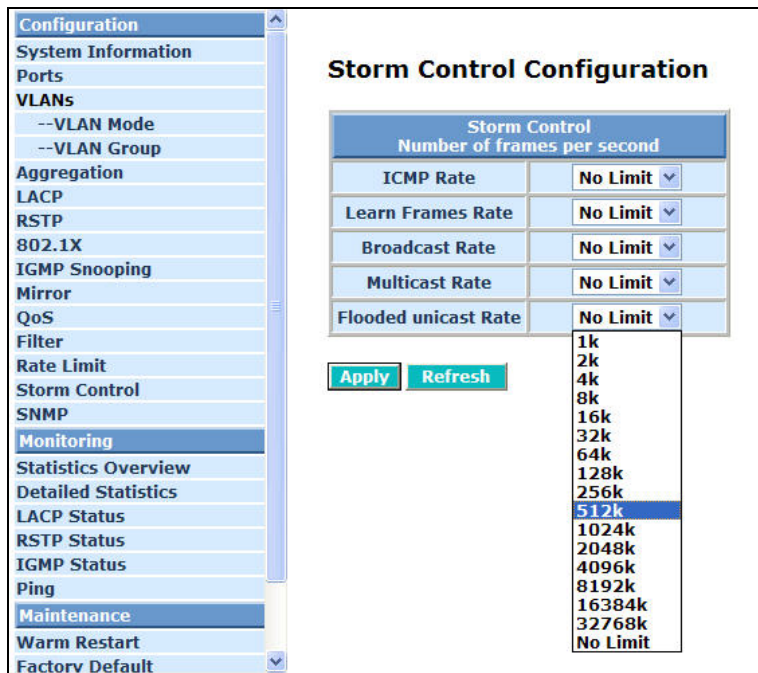 Configuration
System Information
Ports
VLANs
--VLAN Mode
--VLAN Group
Aggregation
LACP
RSTP
802.1X
IGMP Snooping
Mirror
QoS
Filter
Rate Limit
Storm Control
SNMP
Monitoring
Statistics Overview
Detailed Statistics
LACP Status
RSTP Status
IGMP Status
Ping
Maintenance
Warm Restart
Factory Default
Storm Control Configuration
Storm Control
Number of frames per second
ICMP Rate No Limit
Learn Frames Rate No Limit
Broadcast Rate No Limit
Multicast Rate No Limit
Flooded unicast Rate No Limit
1k
2k
4k
8k
16k
32k
64k
128k
256k
512k
1024k
2048k
4096k
8192k
16384k
32768k
No Limit
Apply Refresh